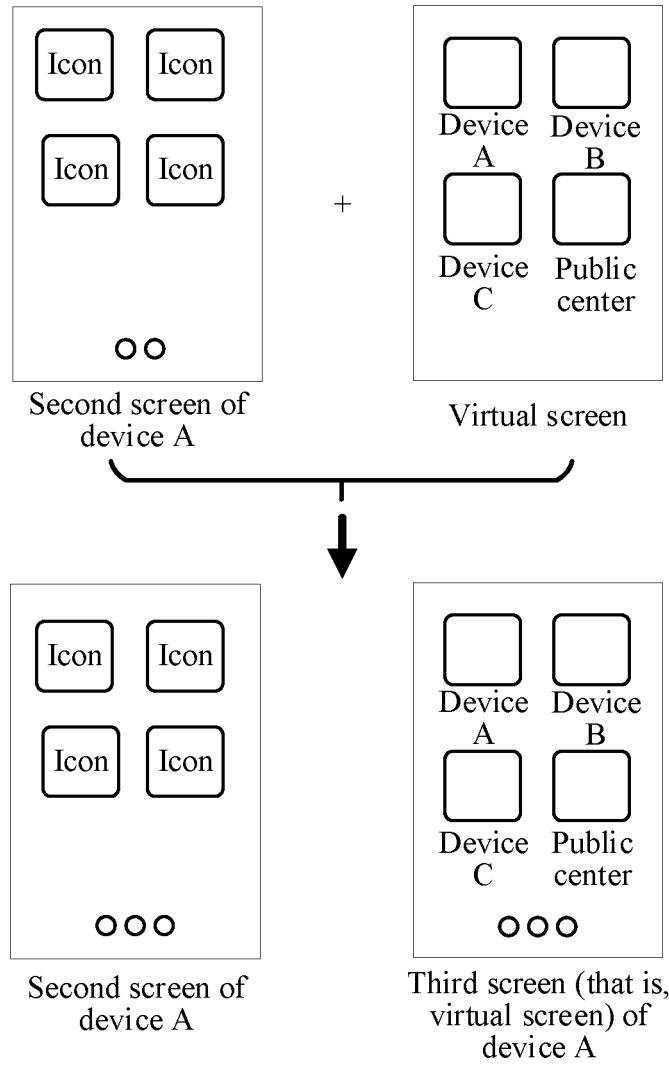 Icon Icon
Icon Icon
Second screen of
device A
+
Device Device
A B
Device Public
C center
Virtual screen
Icon Icon
Icon Icon
Second screen of
device A
Device Device
A B
Device Public
C center
Third screen (that is,
virtual screen) of
device A